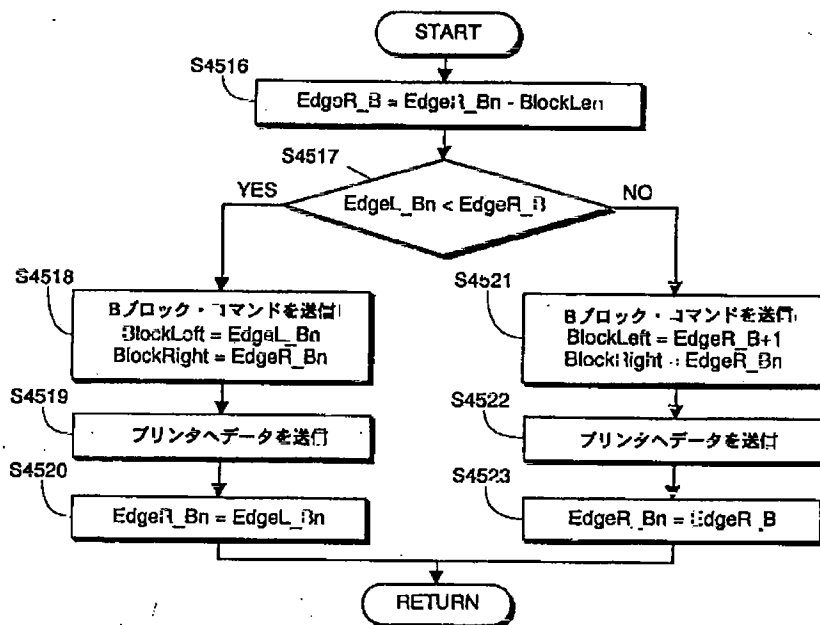 START
S4516
EdgeR_B = EdgeR_Bn - BlockLen
S4517
YES
EdgeL_Bn < EdgeR_B
NO
S4518
Bブロック・コマンドを送信
BlockLeft = EdgeL_Bn
BlockRight = EdgeR_Bn
S4519
プリンタへデータを送信
S4520
EdgeR_Bn = EdgeL_Bn
S4521
Bブロック・コマンドを送信
BlockLeft = EdgeR_B+1
BlockRight = EdgeR_Bn
S4522
プリンタへデータを送信
S4523
EdgeR_Bn = EdgeR_B
RETURN